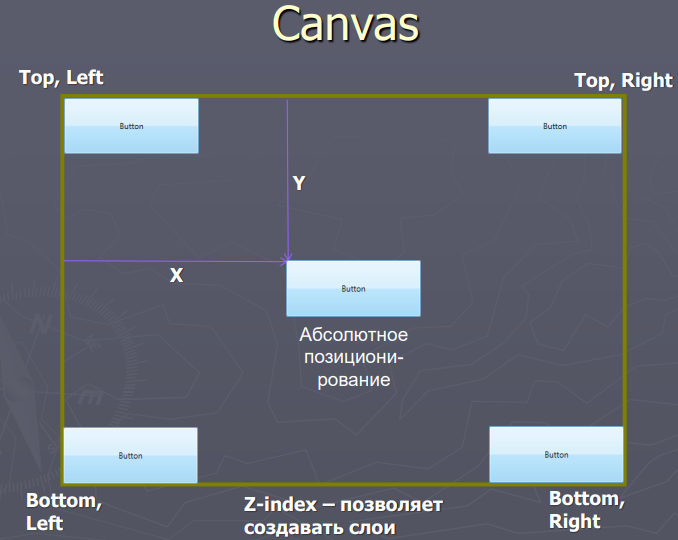 Canvas
Top, Left
Top, Right
Button
Button
Y
X
Button
Абсолютное
позициони-
рование
Button
Button
Bottom,
Left
Z-index – позволяет
создавать слои
Bottom,
Right
N
E